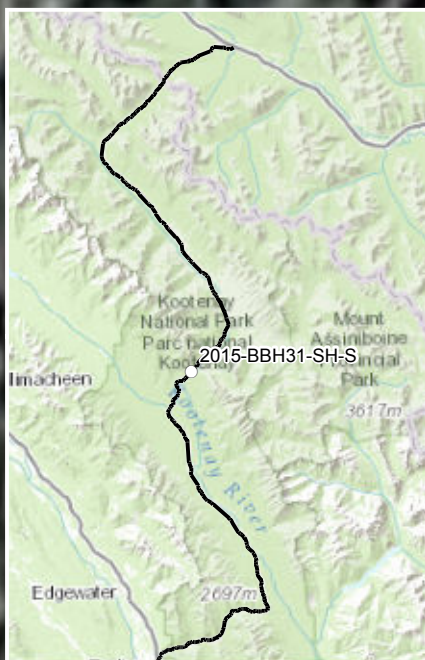 Kootenay
National Park
Parc national
Kootenay
Mount
Assiniboine
Provincial
Park
2015-BBH31-SH-S
3617m
Kootenay River
Edgewater
2697m